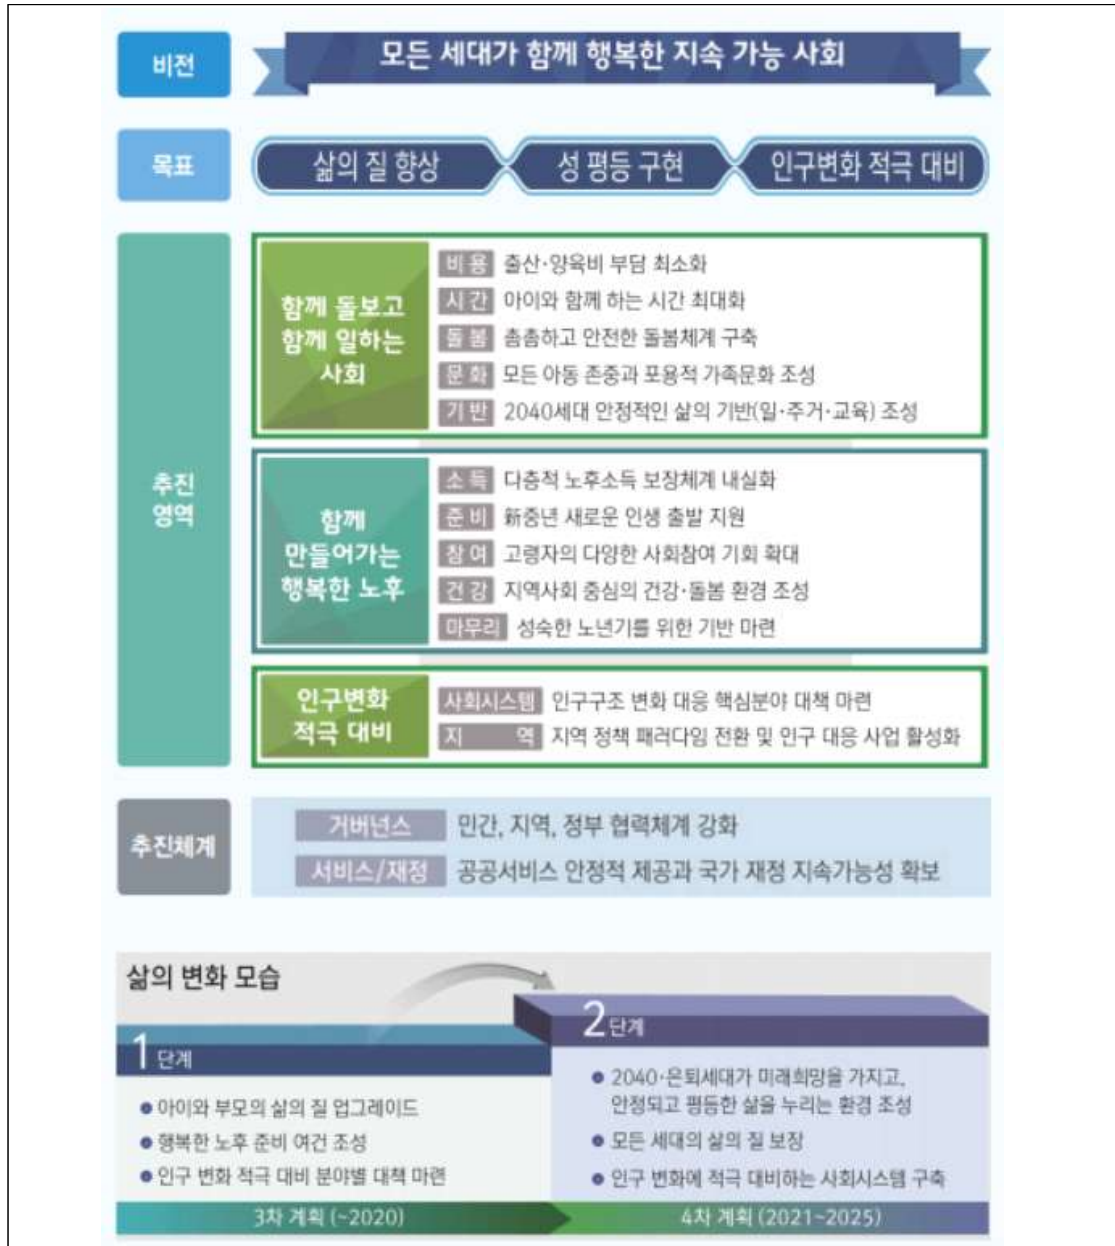 비전
모든 세대가 함께 행복한 지속 가능 사회
목표
삶의 질 향상
성 평등 구현
인구변화 적극 대비
추진
영역
함께 돌보고
함께 일하는
사회
비용 출산·양육비 부담 최소화
시간 아이와 함께 하는 시간 최대화
돌봄 촘촘하고 안전한 돌봄체계 구축
문화 모든 아동 존중과 포용적 가족문화 조성
기반 2040세대 안정적인 삶의 기반(일·주거·교육) 조성
함께
만들어가는
행복한 노후
소득 다층적 노후소득 보장체계 내실화
준비 新중년 새로운 인생 출발 지원
참여 고령자의 다양한 사회참여 기회 확대
건강 지역사회 중심의 건강·돌봄 환경 조성
마무리 성숙한 노년기를 위한 기반 마련
인구변화
적극 대비
사회시스템 인구구조 변화 대응 핵심분야 대책 마련
지 역 지역 정책 패러다임 전환 및 인구 대응 사업 활성화
추진체계
거버넌스 민간, 지역, 정부 협력체계 강화
서비스/재정 공공서비스 안정적 제공과 국가 재정 지속가능성 확보
삶의 변화 모습
1단계
● 아이와 부모의 삶의 질 업그레이드
● 행복한 노후 준비 여건 조성
● 인구 변화 적극 대비 분야별 대책 마련
3차 계획 (~2020)
2단계
● 2040·은퇴세대가 미래희망을 가지고,
안정되고 평등한 삶을 누리는 환경 조성
● 모든 세대의 삶의 질 보장
● 인구 변화에 적극 대비하는 사회시스템 구축
4차 계획 (2021~2025)